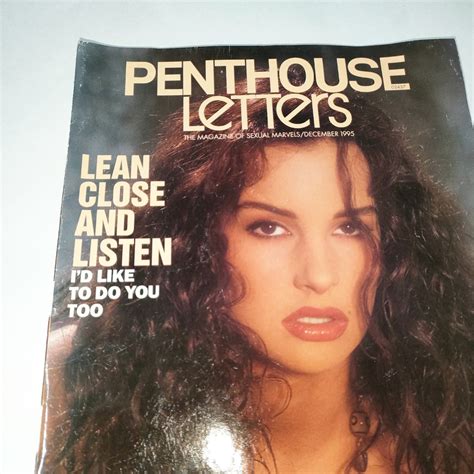 PENTHOUSE
Letters
THE MAGAZINE OF SEXUAL MARVELS/DECEMBER 1995
LEAN
CLOSE
AND
LISTEN
I'D LIKE
TO DO YOU
TOO